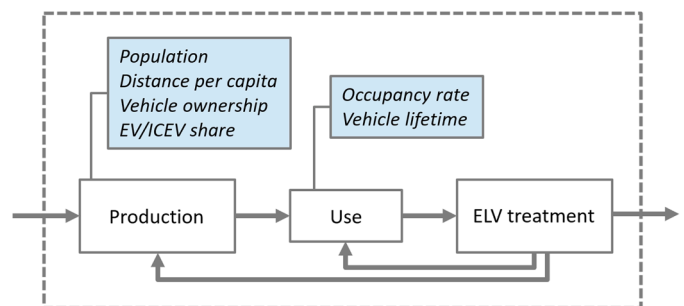 Population
Distance per capita
Vehicle ownership
EV/ICEV share
Occupancy rate
Vehicle lifetime
Production
Use
ELV treatment